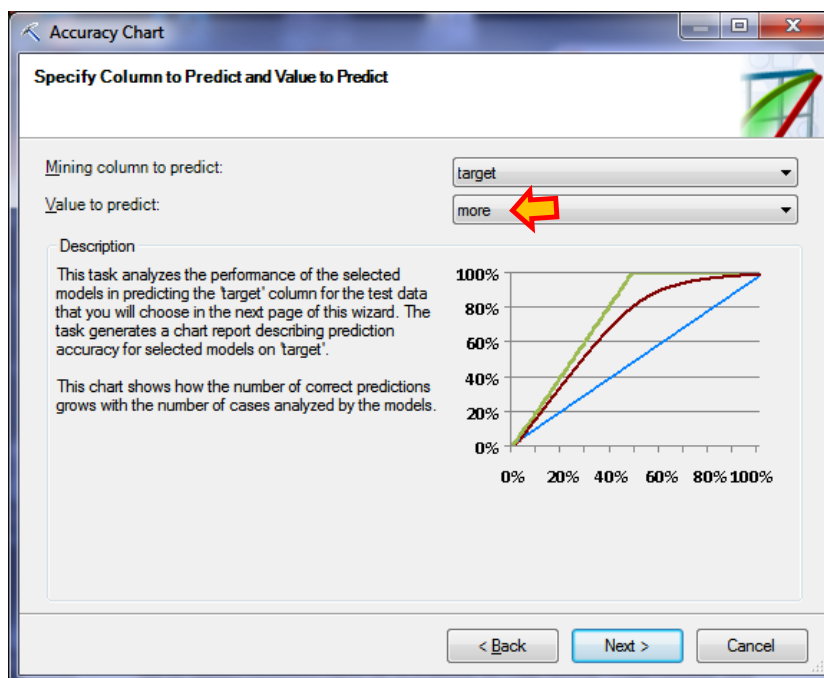 Accuracy Chart
Specify Column to Predict and Value to Predict
Mining column to predict:
target
Value to predict:
more
Description
This task analyzes the performance of the selected
models in predicting the 'target' column for the test data
that you will choose in the next page of this wizard. The
task generates a chart report describing prediction
accuracy for selected models on 'target'.
This chart shows how the number of correct predictions
grows with the number of cases analyzed by the models.
100%
80%
60%
40%
20%
0%
0% 20% 40% 60% 80% 100%
< Back
Next >
Cancel